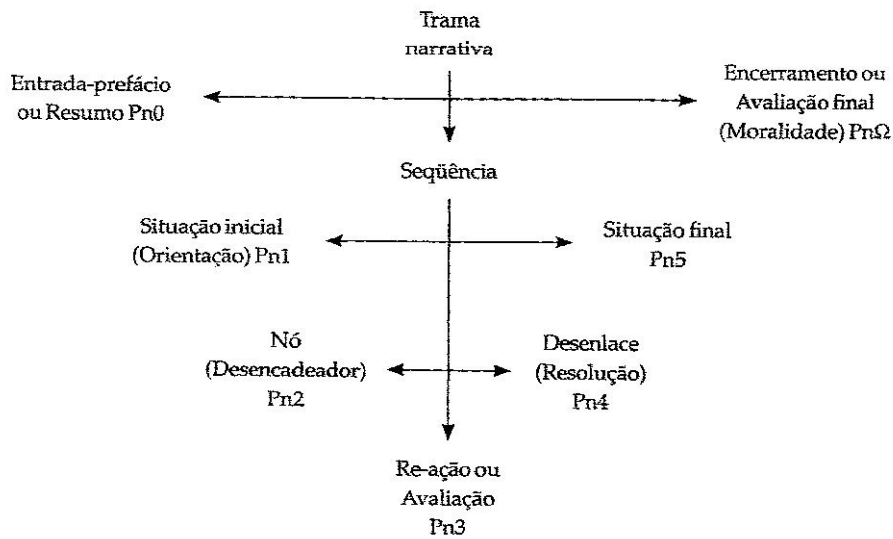 Trama
narrativa
Entrada-prefácio
ou Resumo Pn0
Encerramento ou
Avaliação final
(Moralidade) PnΩ
Seqüência
Situação inicial
(Orientação) Pn1
Situação final
Pn5
Nó
(Desencadeador)
Pn2
Desenlace
(Resolução)
Pn4
Re-ação ou
Avaliação
Pn3